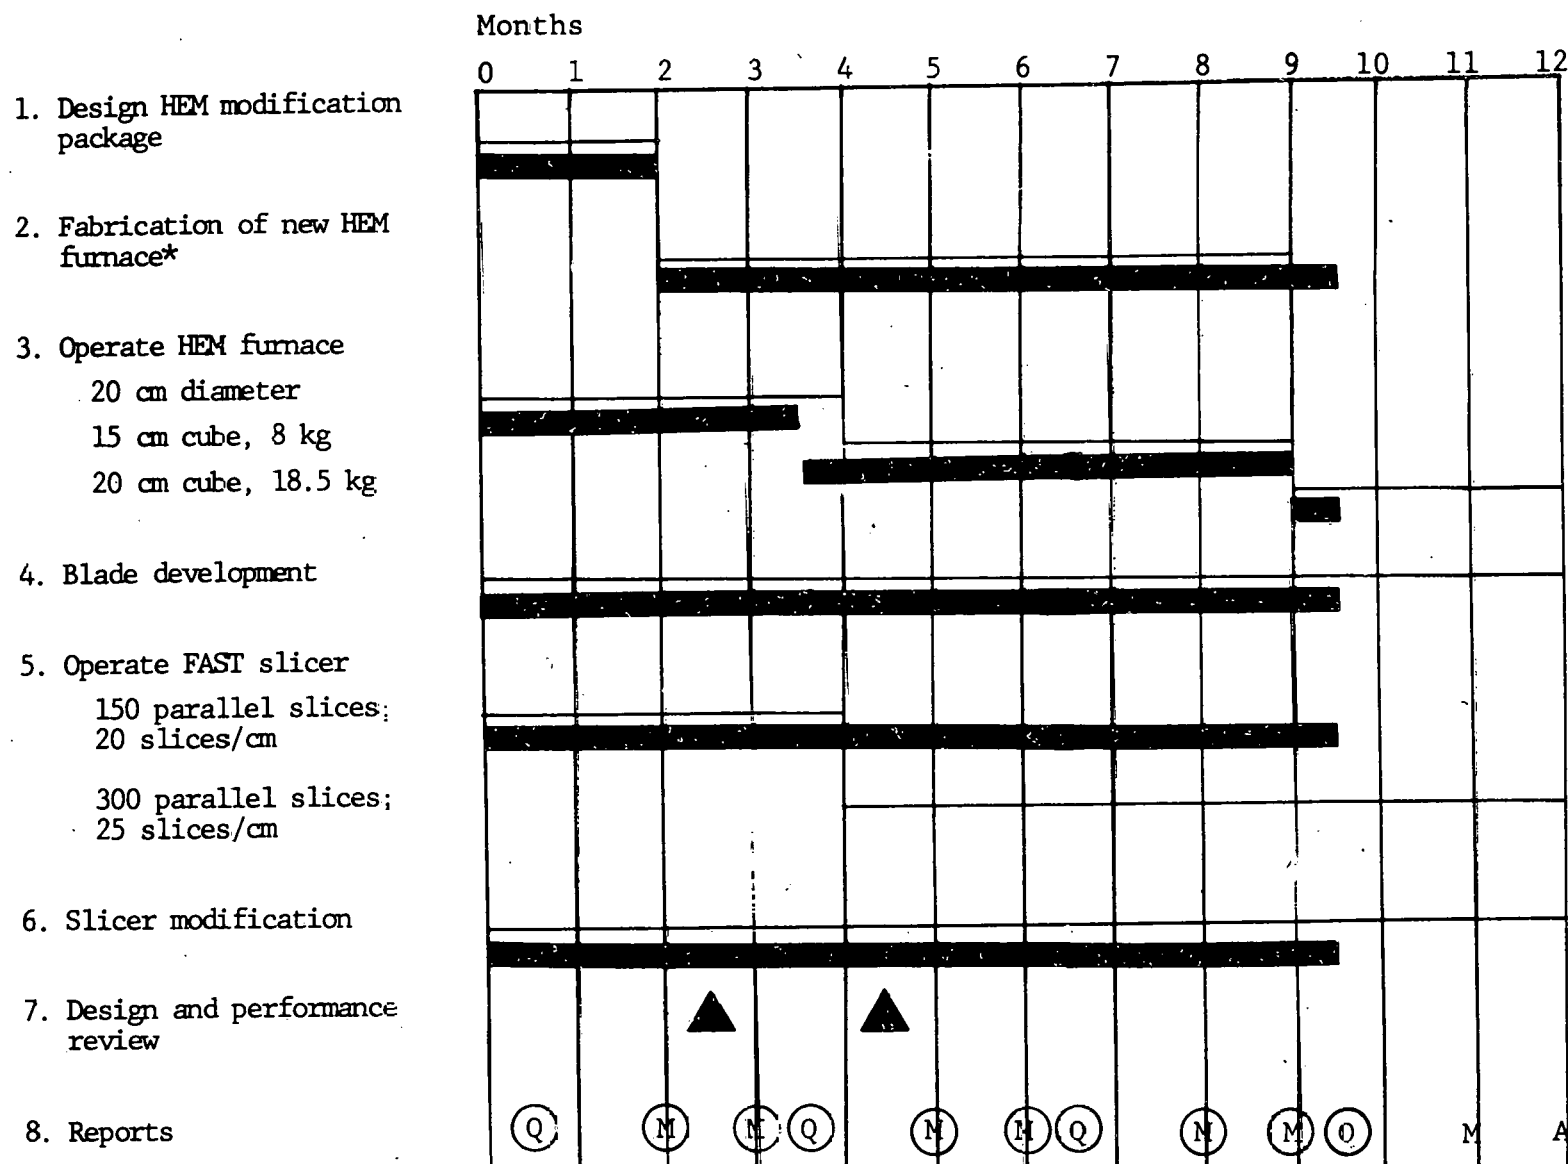 Months
0 1 2 3 4 5 6 7 8 9 10 11 12
1. Design HEM modification
package
2. Fabrication of new HEM
furnace*
3. Operate HEM furnace
20 cm diameter
15 cm cube, 8 kg
20 cm cube, 18.5 kg
4. Blade development
5. Operate FAST slicer
150 parallel slices;
20 slices/cm
300 parallel slices;
25 slices/cm
6. Slicer modification
7. Design and performance
review
8. Reports Q M M Q M M Q M M Q M A